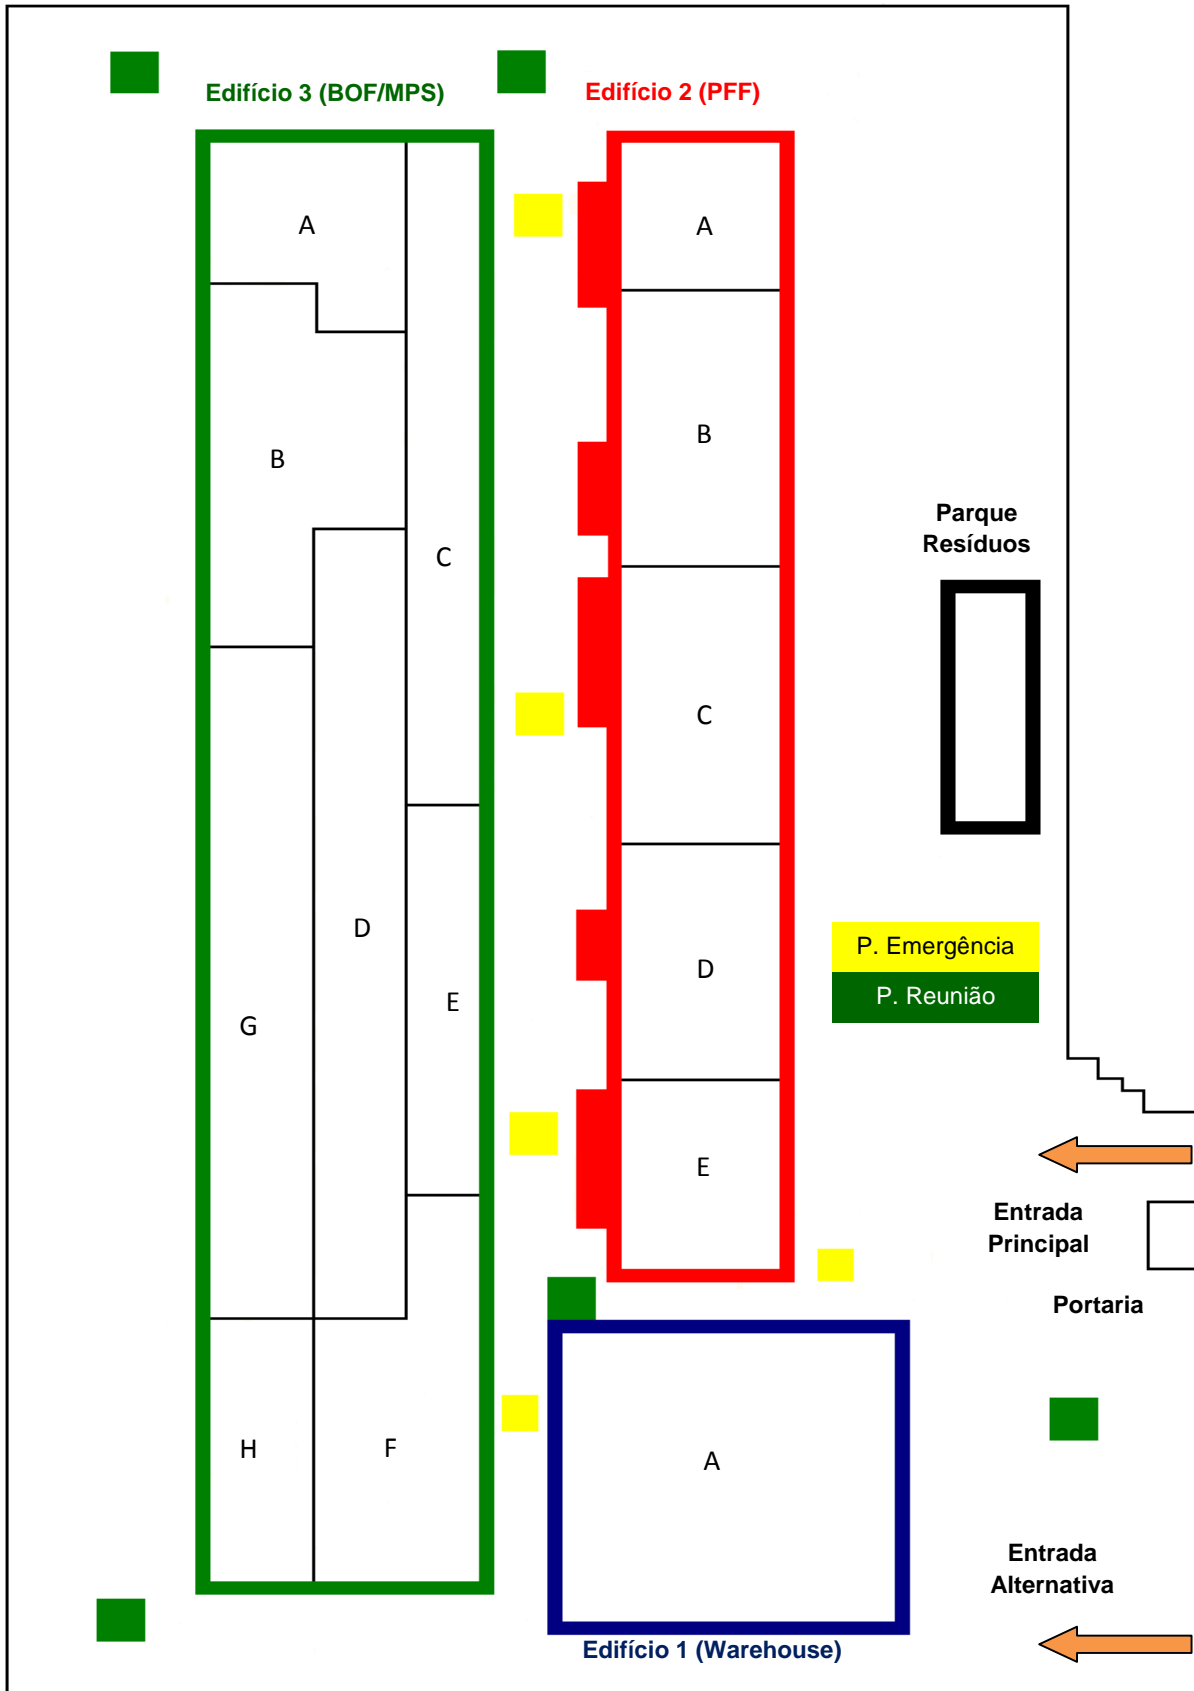 Edifício 3 (BOF/MPS)
Edifício 2 (PFF)
A
A
B
B
C
C
Parque
Resíduos
D
D
E
E
G
P. Emergência
P. Reunião
Entrada
Principal
Portaria
H
F
A
Entrada
Alternativa
Edifício 1 (Warehouse)